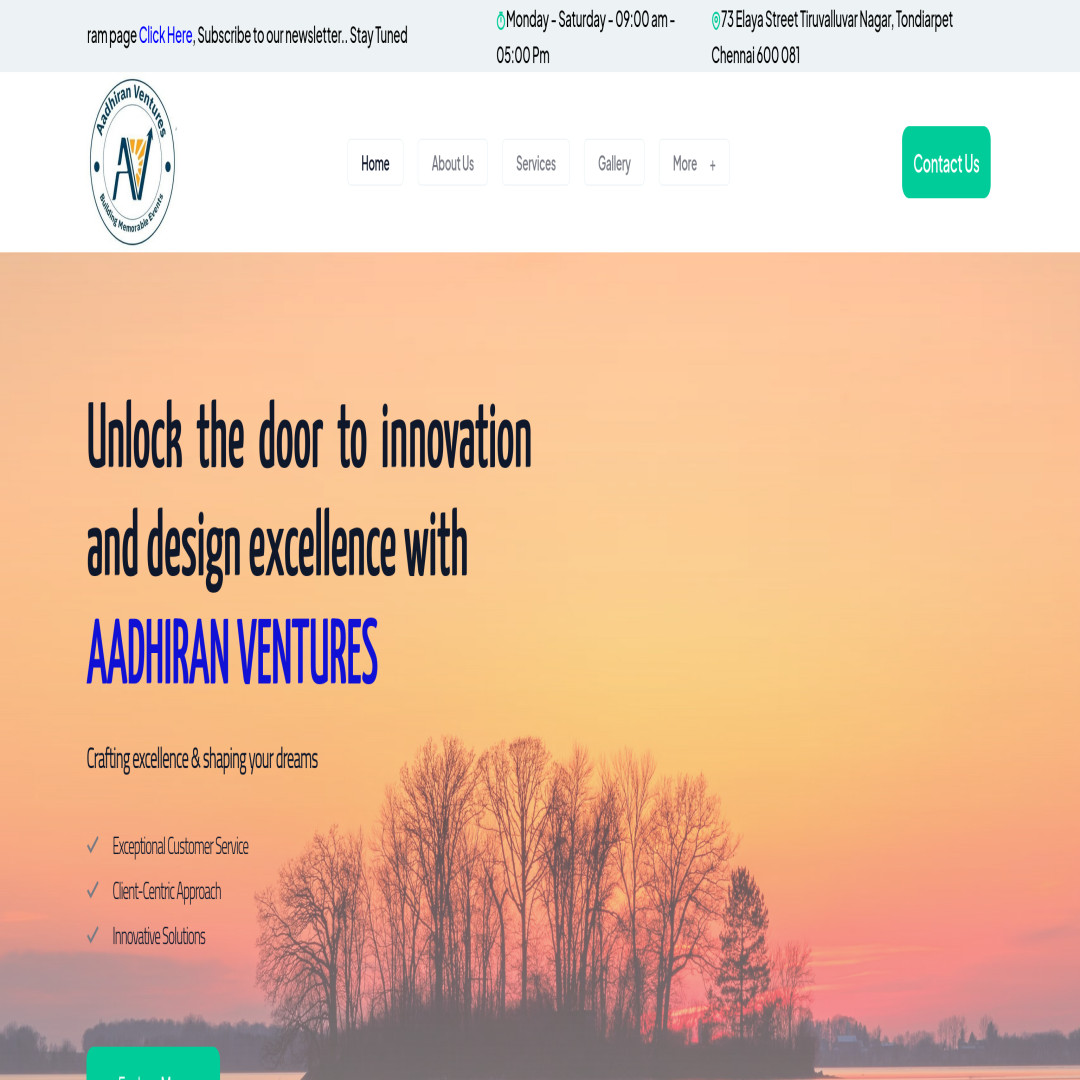 ram page Click Here, Subscribe to our newsletter.. Stay Tuned
Monday - Saturday - 09:00 am -
05:00 Pm
73 Elaya Street Tiruvalluvar Nagar, Tondiarpet
Chennai 600 081
Aadhiran Ventures
AV
Building Memorable Events
Home
About Us
Services
Gallery
More +
Contact Us
Unlock the door to innovation
and design excellence with
AADHIRAN VENTURES
Crafting excellence & shaping your dreams
Exceptional Customer Service
Client-Centric Approach
Innovative Solutions